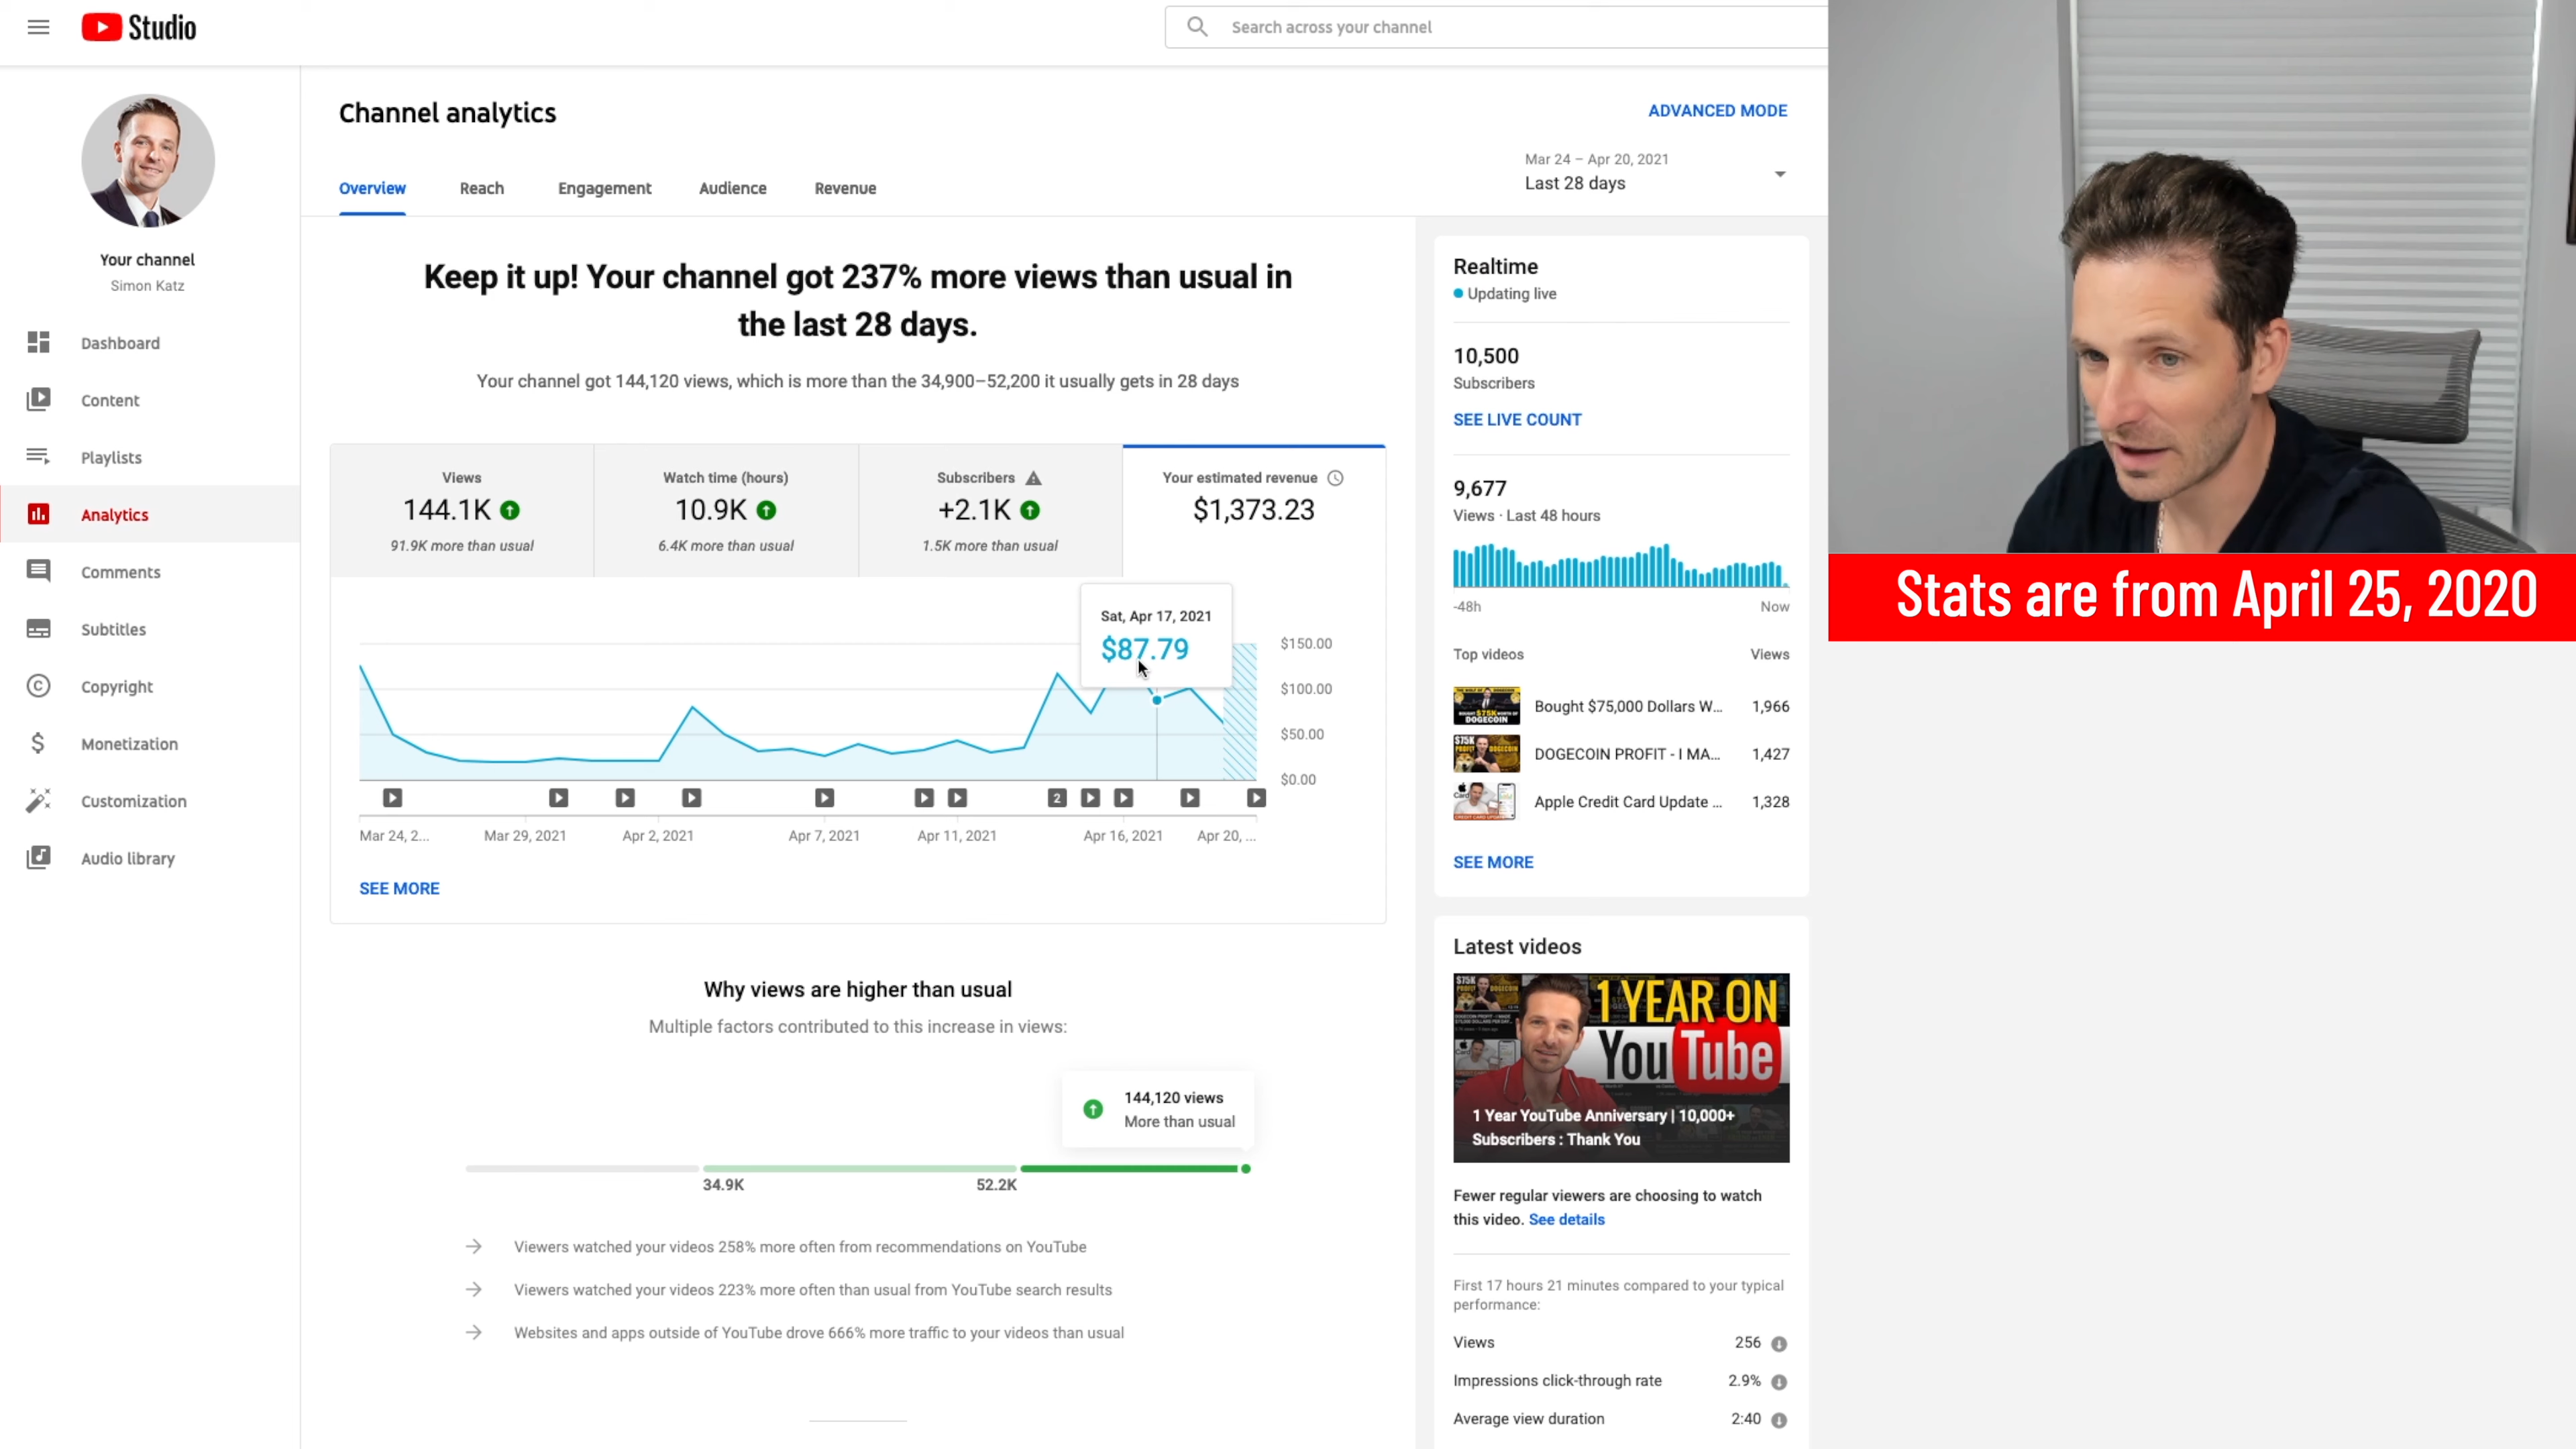 Studio
Search across your channel
Channel analytics
ADVANCED MODE
Mar 24 – Apr 20, 2021
Last 28 days
Overview
Reach
Engagement
Audience
Revenue
Your channel
Simon Katz
Dashboard
Content
Playlists
Analytics
Comments
Subtitles
Copyright
Monetization
Customization
Audio library
Keep it up! Your channel got 237% more views than usual in
the last 28 days.
Your channel got 144,120 views, which is more than the 34,900–52,200 it usually gets in 28 days
Views
144.1K
91.9K more than usual
Watch time (hours)
10.9K
6.4K more than usual
Subscribers
+2.1K
1.5K more than usual
Your estimated revenue
$1,373.23
Sat, Apr 17, 2021
$87.79
$150.00
$100.00
$50.00
$0.00
2
Mar 24, 2...
Mar 29, 2021
Apr 2, 2021
Apr 7, 2021
Apr 11, 2021
Apr 16, 2021
Apr 20, ...
SEE MORE
Why views are higher than usual
Multiple factors contributed to this increase in views:
144,120 views
More than usual
34.9K
52.2K
Viewers watched your videos 258% more often from recommendations on YouTube
Viewers watched your videos 223% more often than usual from YouTube search results
Websites and apps outside of YouTube drove 666% more traffic to your videos than usual
Realtime
Updating live
10,500
Subscribers
SEE LIVE COUNT
9,677
Views · Last 48 hours
-48h
Now
Top videos
Views
DOGECOIN
Bought $75,000 Dollars W...
1,966
DOGECOIN PROFIT - I MA...
1,427
Apple Credit Card Update ...
1,328
SEE MORE
Latest videos
1 YEAR ON
YouTube
1 Year YouTube Anniversary | 10,000+
Subscribers : Thank You
Fewer regular viewers are choosing to watch
this video. See details
First 17 hours 21 minutes compared to your typical
performance:
Views
256
Impressions click-through rate
2.9%
Average view duration
2:40
Stats are from April 25, 2020